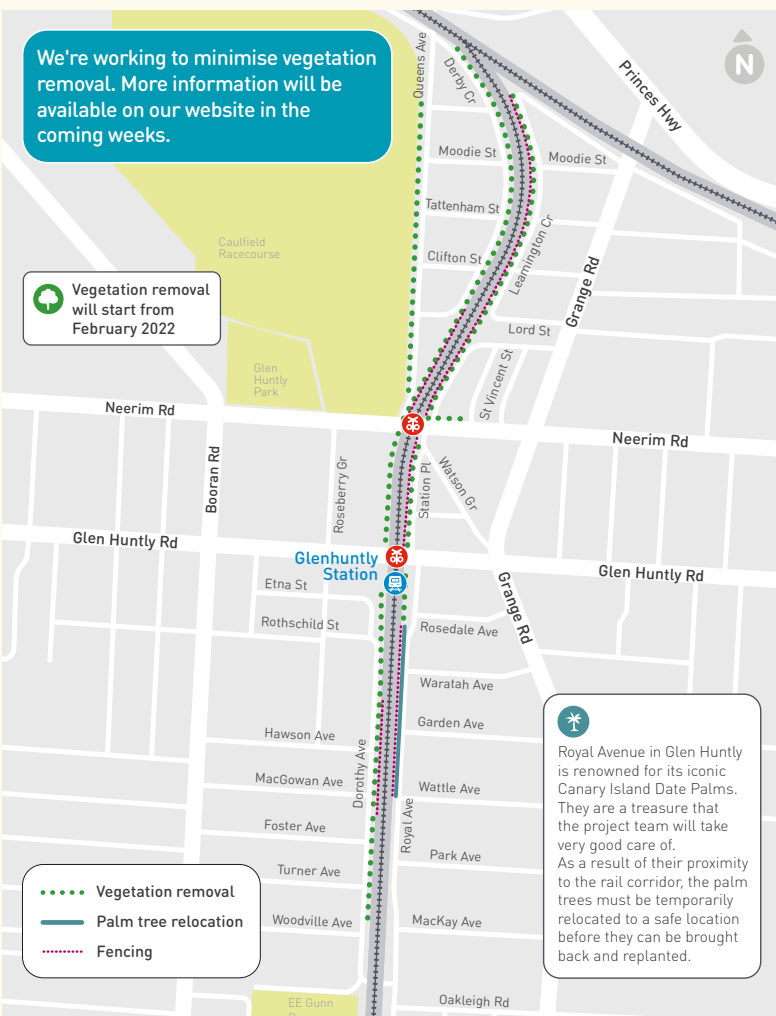 We're working to minimise vegetation
removal. More information will be
available on our website in the
coming weeks.
N
Princes Hwy
Queens Ave
Derby Cr
Moodie St
Moodie St
Tattenham St
Caulfield
Racecourse
Clifton St
Leamington Cr
Grange Rd
Vegetation removal
will start from
February 2022
Lord St
St Vincent St
Glen
Huntly
Park
Neerim Rd
Neerim Rd
Booran Rd
Roseberry Gr
Station Pl
Watson Gr
Glen Huntly Rd
Glenhuntly
Station
Glen Huntly Rd
Etna St
Grange Rd
Rothschild St
Rosedale Ave
Waratah Ave
Garden Ave
Hawson Ave
Dorothy Ave
MacGowan Ave
Wattle Ave
Royal Ave
Foster Ave
Park Ave
Turner Ave
Woodville Ave
MacKay Ave
Oakleigh Rd
EE Gunn
Royal Avenue in Glen Huntly
is renowned for its iconic
Canary Island Date Palms.
They are a treasure that
the project team will take
very good care of.
As a result of their proximity
to the rail corridor, the palm
trees must be temporarily
relocated to a safe location
before they can be brought
back and replanted.
Vegetation removal
Palm tree relocation
Fencing